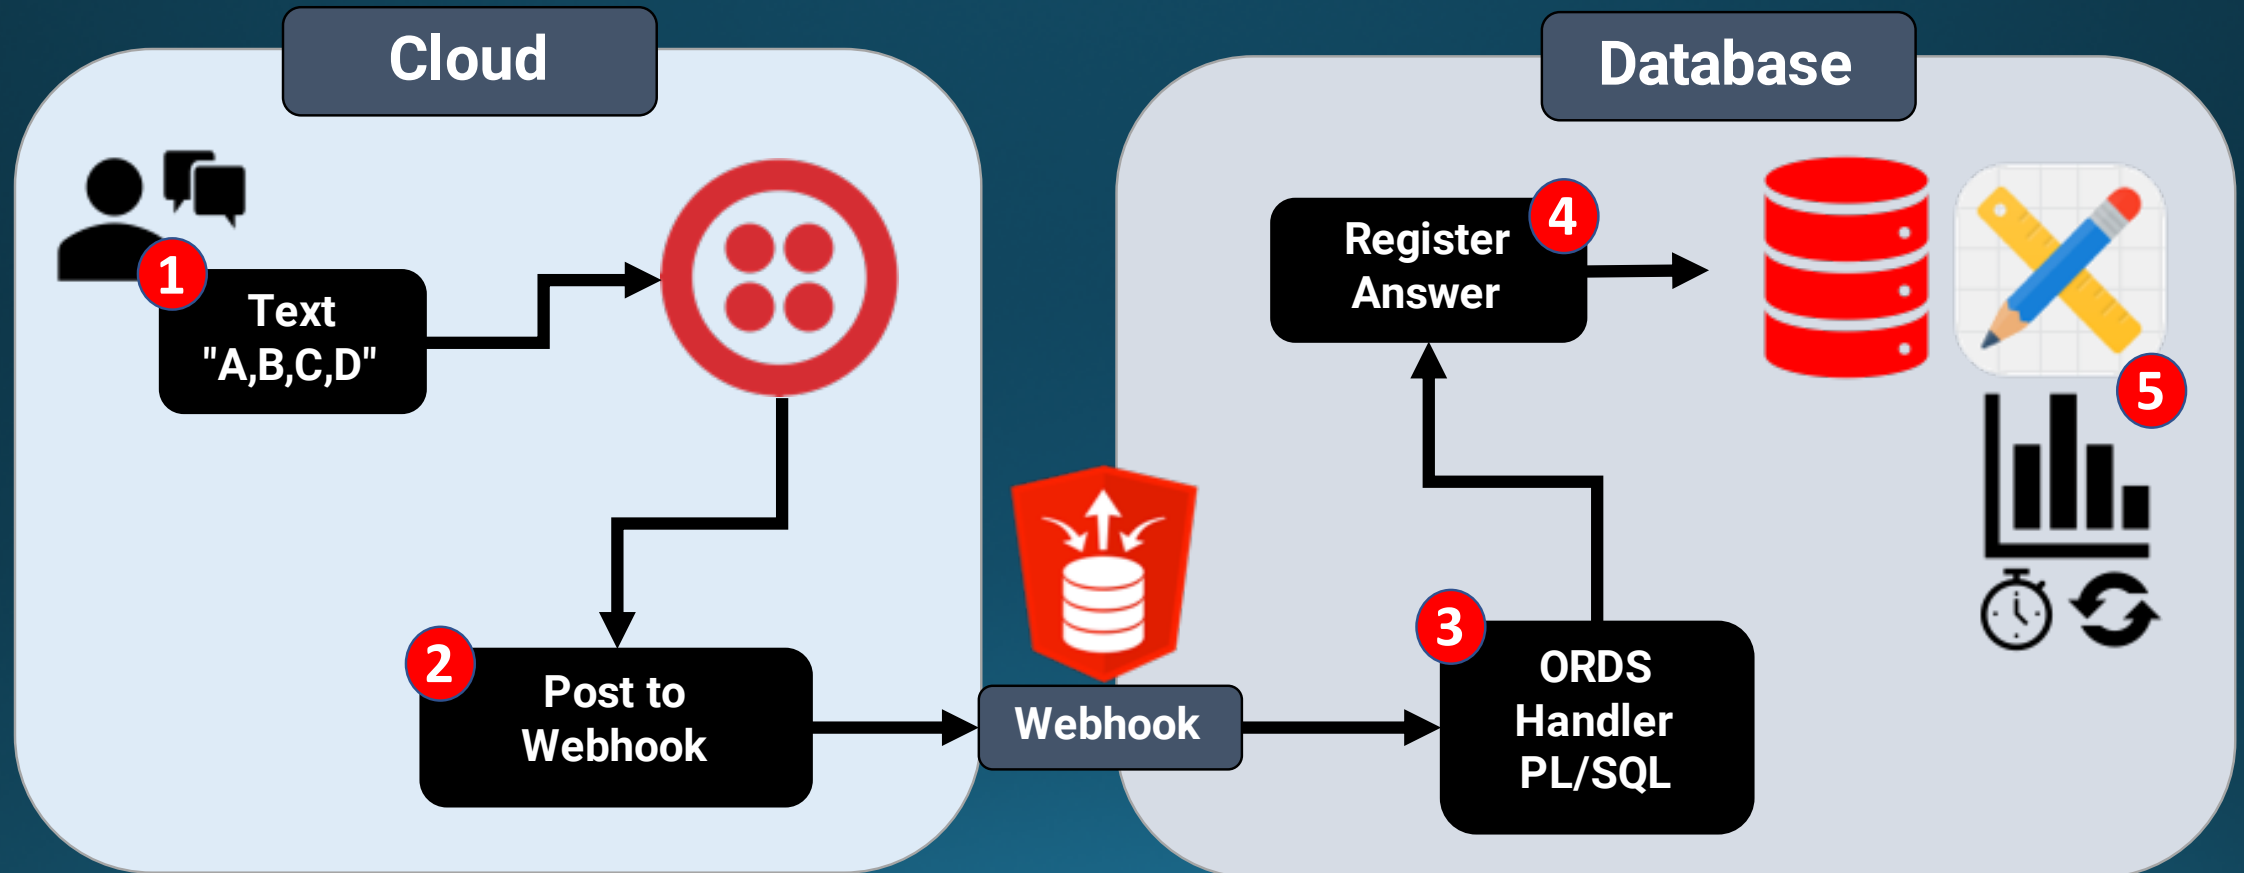 Cloud
Database
1
Text
"A,B,C,D"
2
Post to
Webhook
Webhook
3
ORDS
Handler
PL/SQL
4
Register
Answer
5